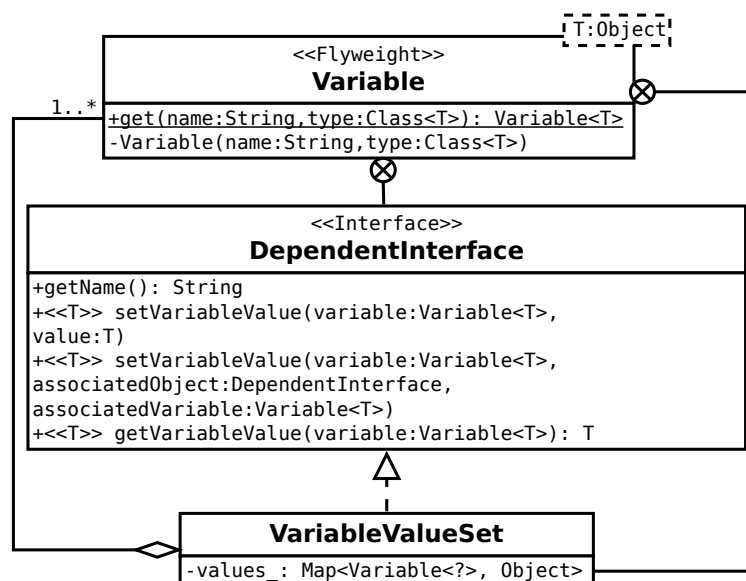 T:Object
<<Flyweight>>
Variable
1..*
+get(name:String,type:Class<T>): Variable<T>
-Variable(name:String,type:Class<T>)
<<Interface>>
DependentInterface
+getName(): String
+<<T>> setVariableValue(variable:Variable<T>,
value:T)
+<<T>> setVariableValue(variable:Variable<T>,
associatedObject:DependentInterface,
associatedVariable:Variable<T>)
+<<T>> getVariableValue(variable:Variable<T>): T
VariableValueSet
-values_: Map<Variable<?>, Object>